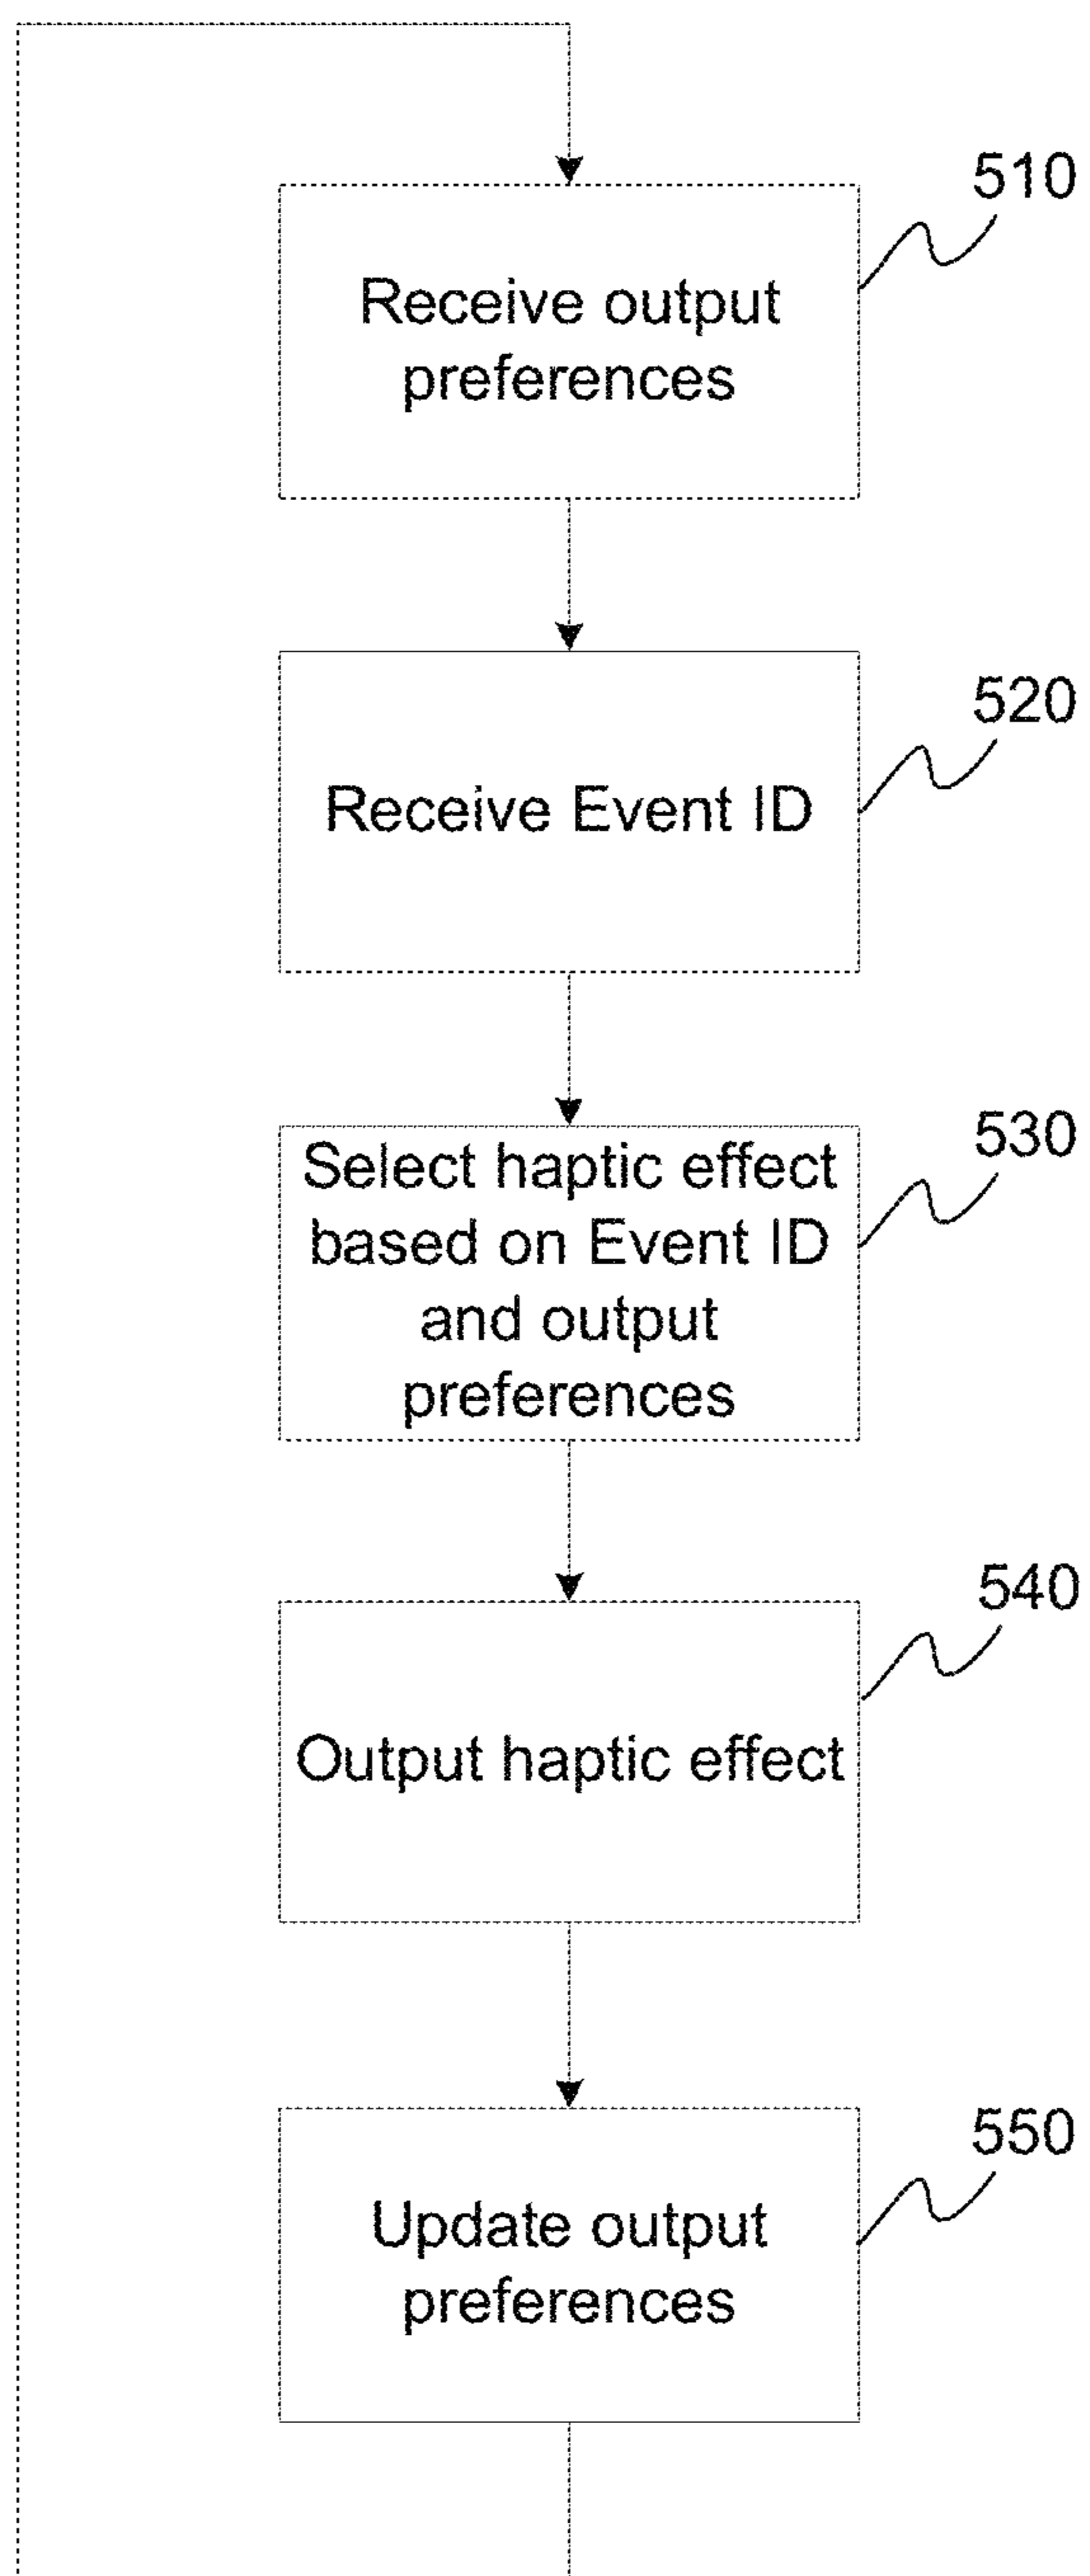 510
Receive output
preferences
520
Receive Event ID
530
Select haptic effect
based on Event ID
and output
preferences
540
Output haptic effect
550
Update output
preferences